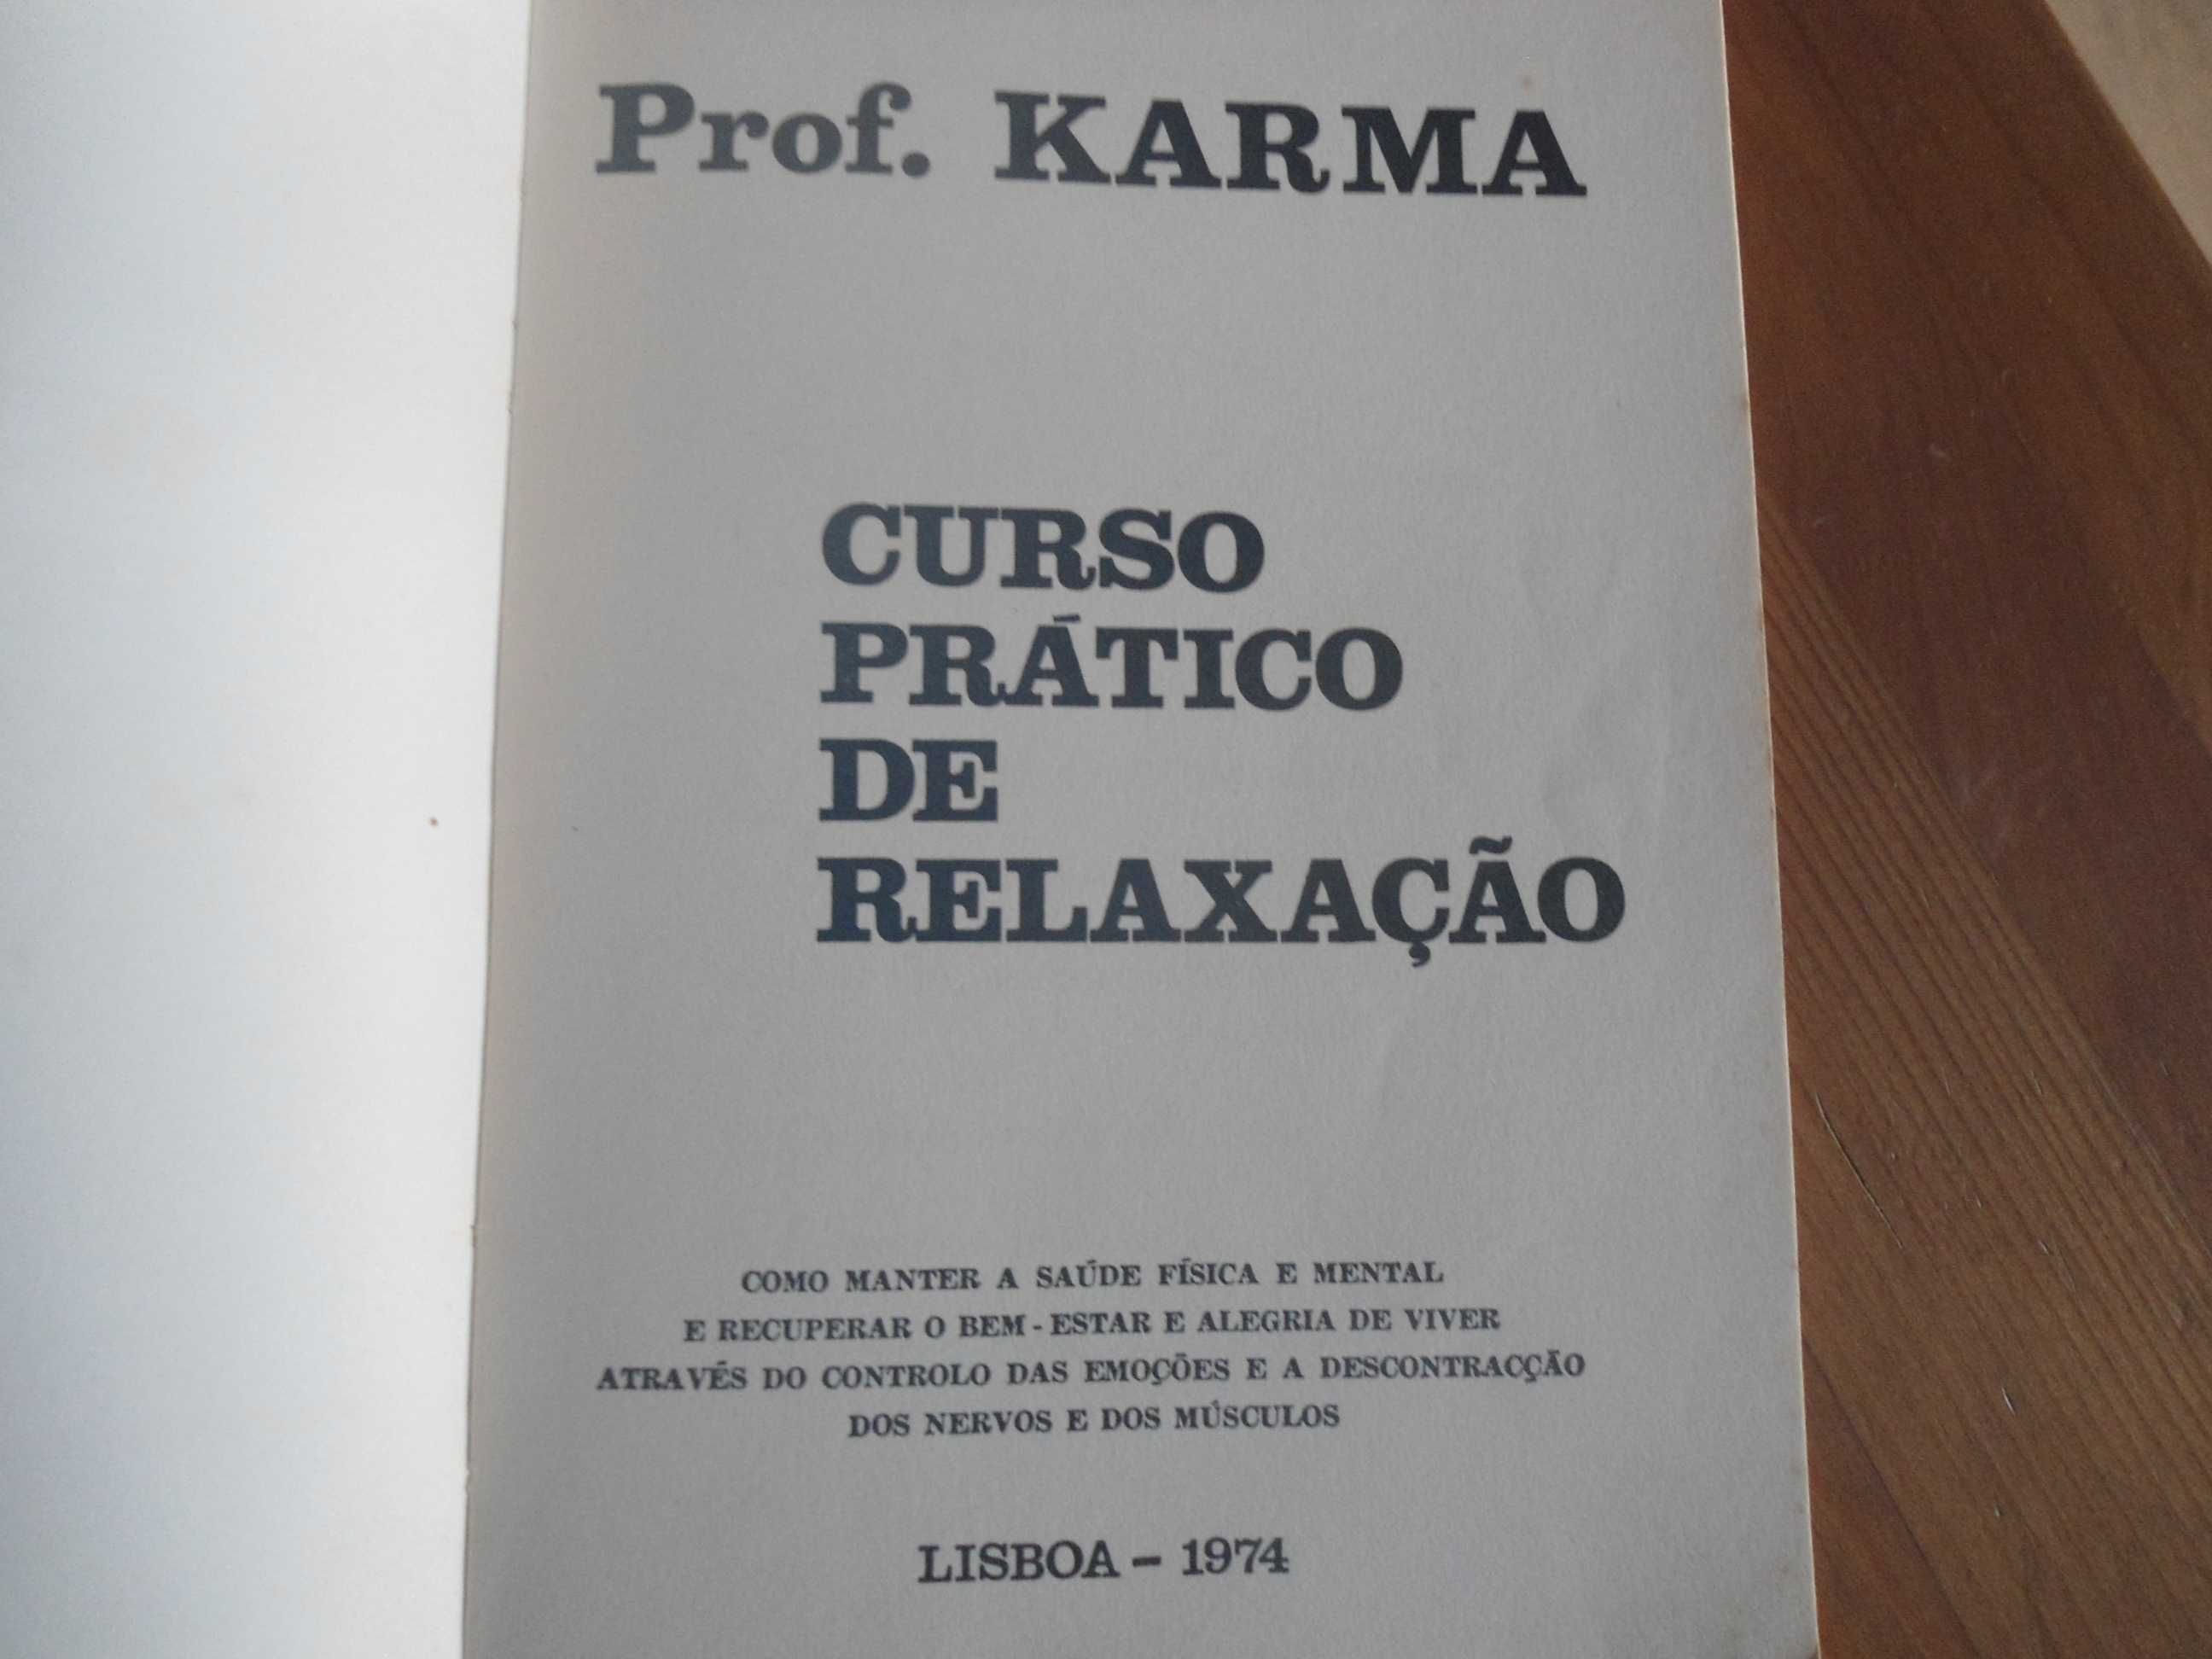 Prof. KARMA
CURSO
PRÁTICO
DE
RELAXAÇÃO
COMO MANTER A SAÚDE FÍSICA E MENTAL
E RECUPERAR O BEM-ESTAR E ALEGRIA DE VIVER
ATRAVÉS DO CONTROLO DAS EMOÇÕES E A DESCONTRACÇÃO
DOS NERVOS E DOS MÚSCULOS
LISBOA – 1974